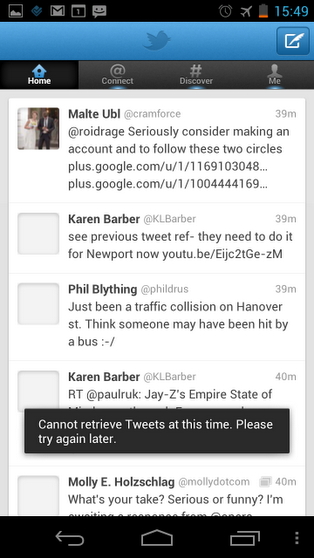 1
15:49
@
#
Home
Connect
Discover
Me
Malte Ubl @cramforce 39m
@roidrage Seriously consider making an
account and to follow these two circles
plus.google.com/u/1/1169103048…
plus.google.com/u/1/1004444169…
Karen Barber @KLBarber 39m
see previous tweet ref- they need to do it
for Newport now youtu.be/Eijc2tGe-zM
Phil Blything @phildrus 39m
Just been a traffic collision on Hanover
st. Think someone may have been hit by
a bus :-/
Karen Barber @KLBarber 40m
RT @paulruk: Jay-Z's Empire State of
Cannot retrieve Tweets at this time. Please
try again later.
Molly E. Holzschlag @mollydotcom 40m
What's your take? Serious or funny? I'm
awaiting a response from @opera